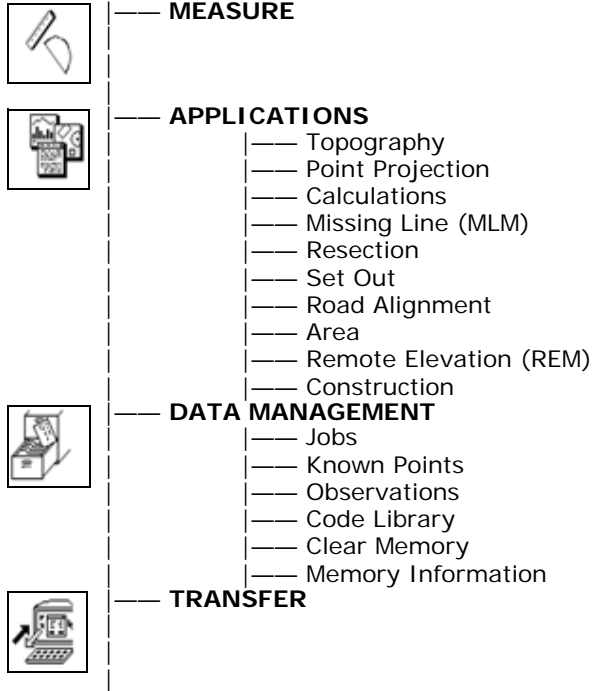 MEASURE
APPLICATIONS
Topography
Point Projection
Calculations
Missing Line (MLM)
Resection
Set Out
Road Alignment
Area
Remote Elevation (REM)
Construction
DATA MANAGEMENT
Jobs
Known Points
Observations
Code Library
Clear Memory
Memory Information
TRANSFER